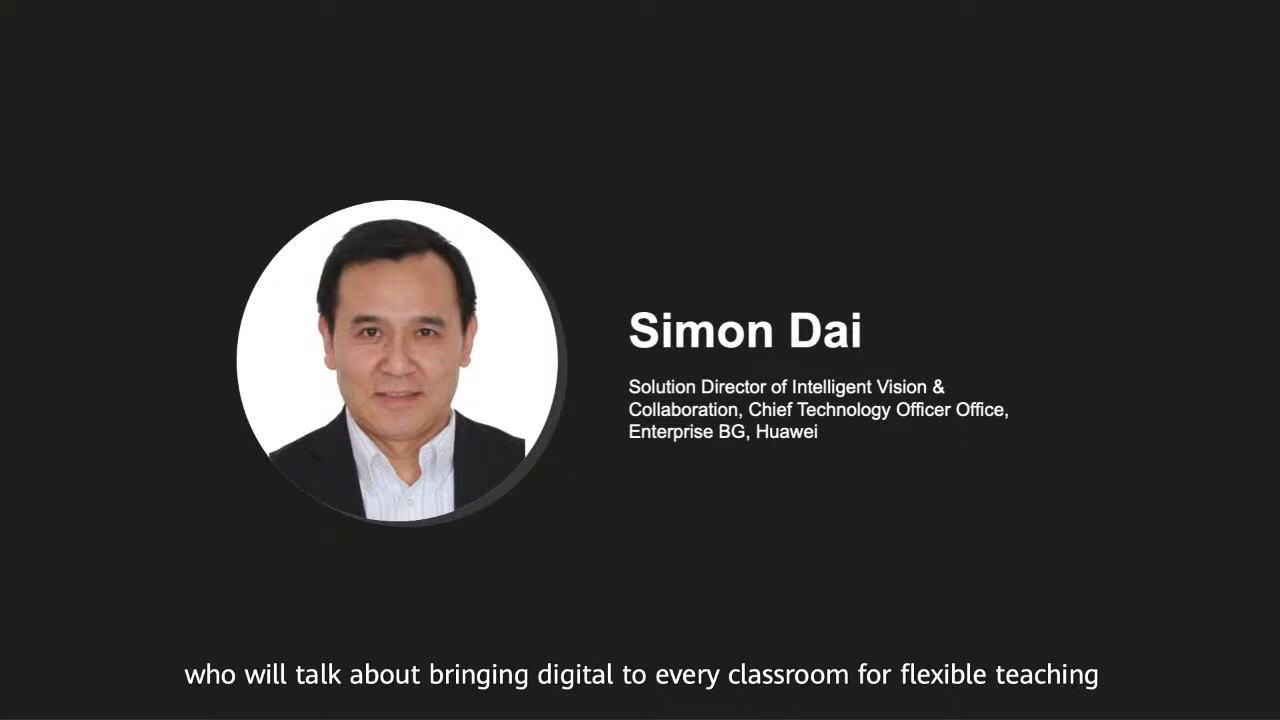 Simon Dai
Solution Director of Intelligent Vision &
Collaboration, Chief Technology Officer Office,
Enterprise BG, Huawei
who will talk about bringing digital to every classroom for flexible teaching